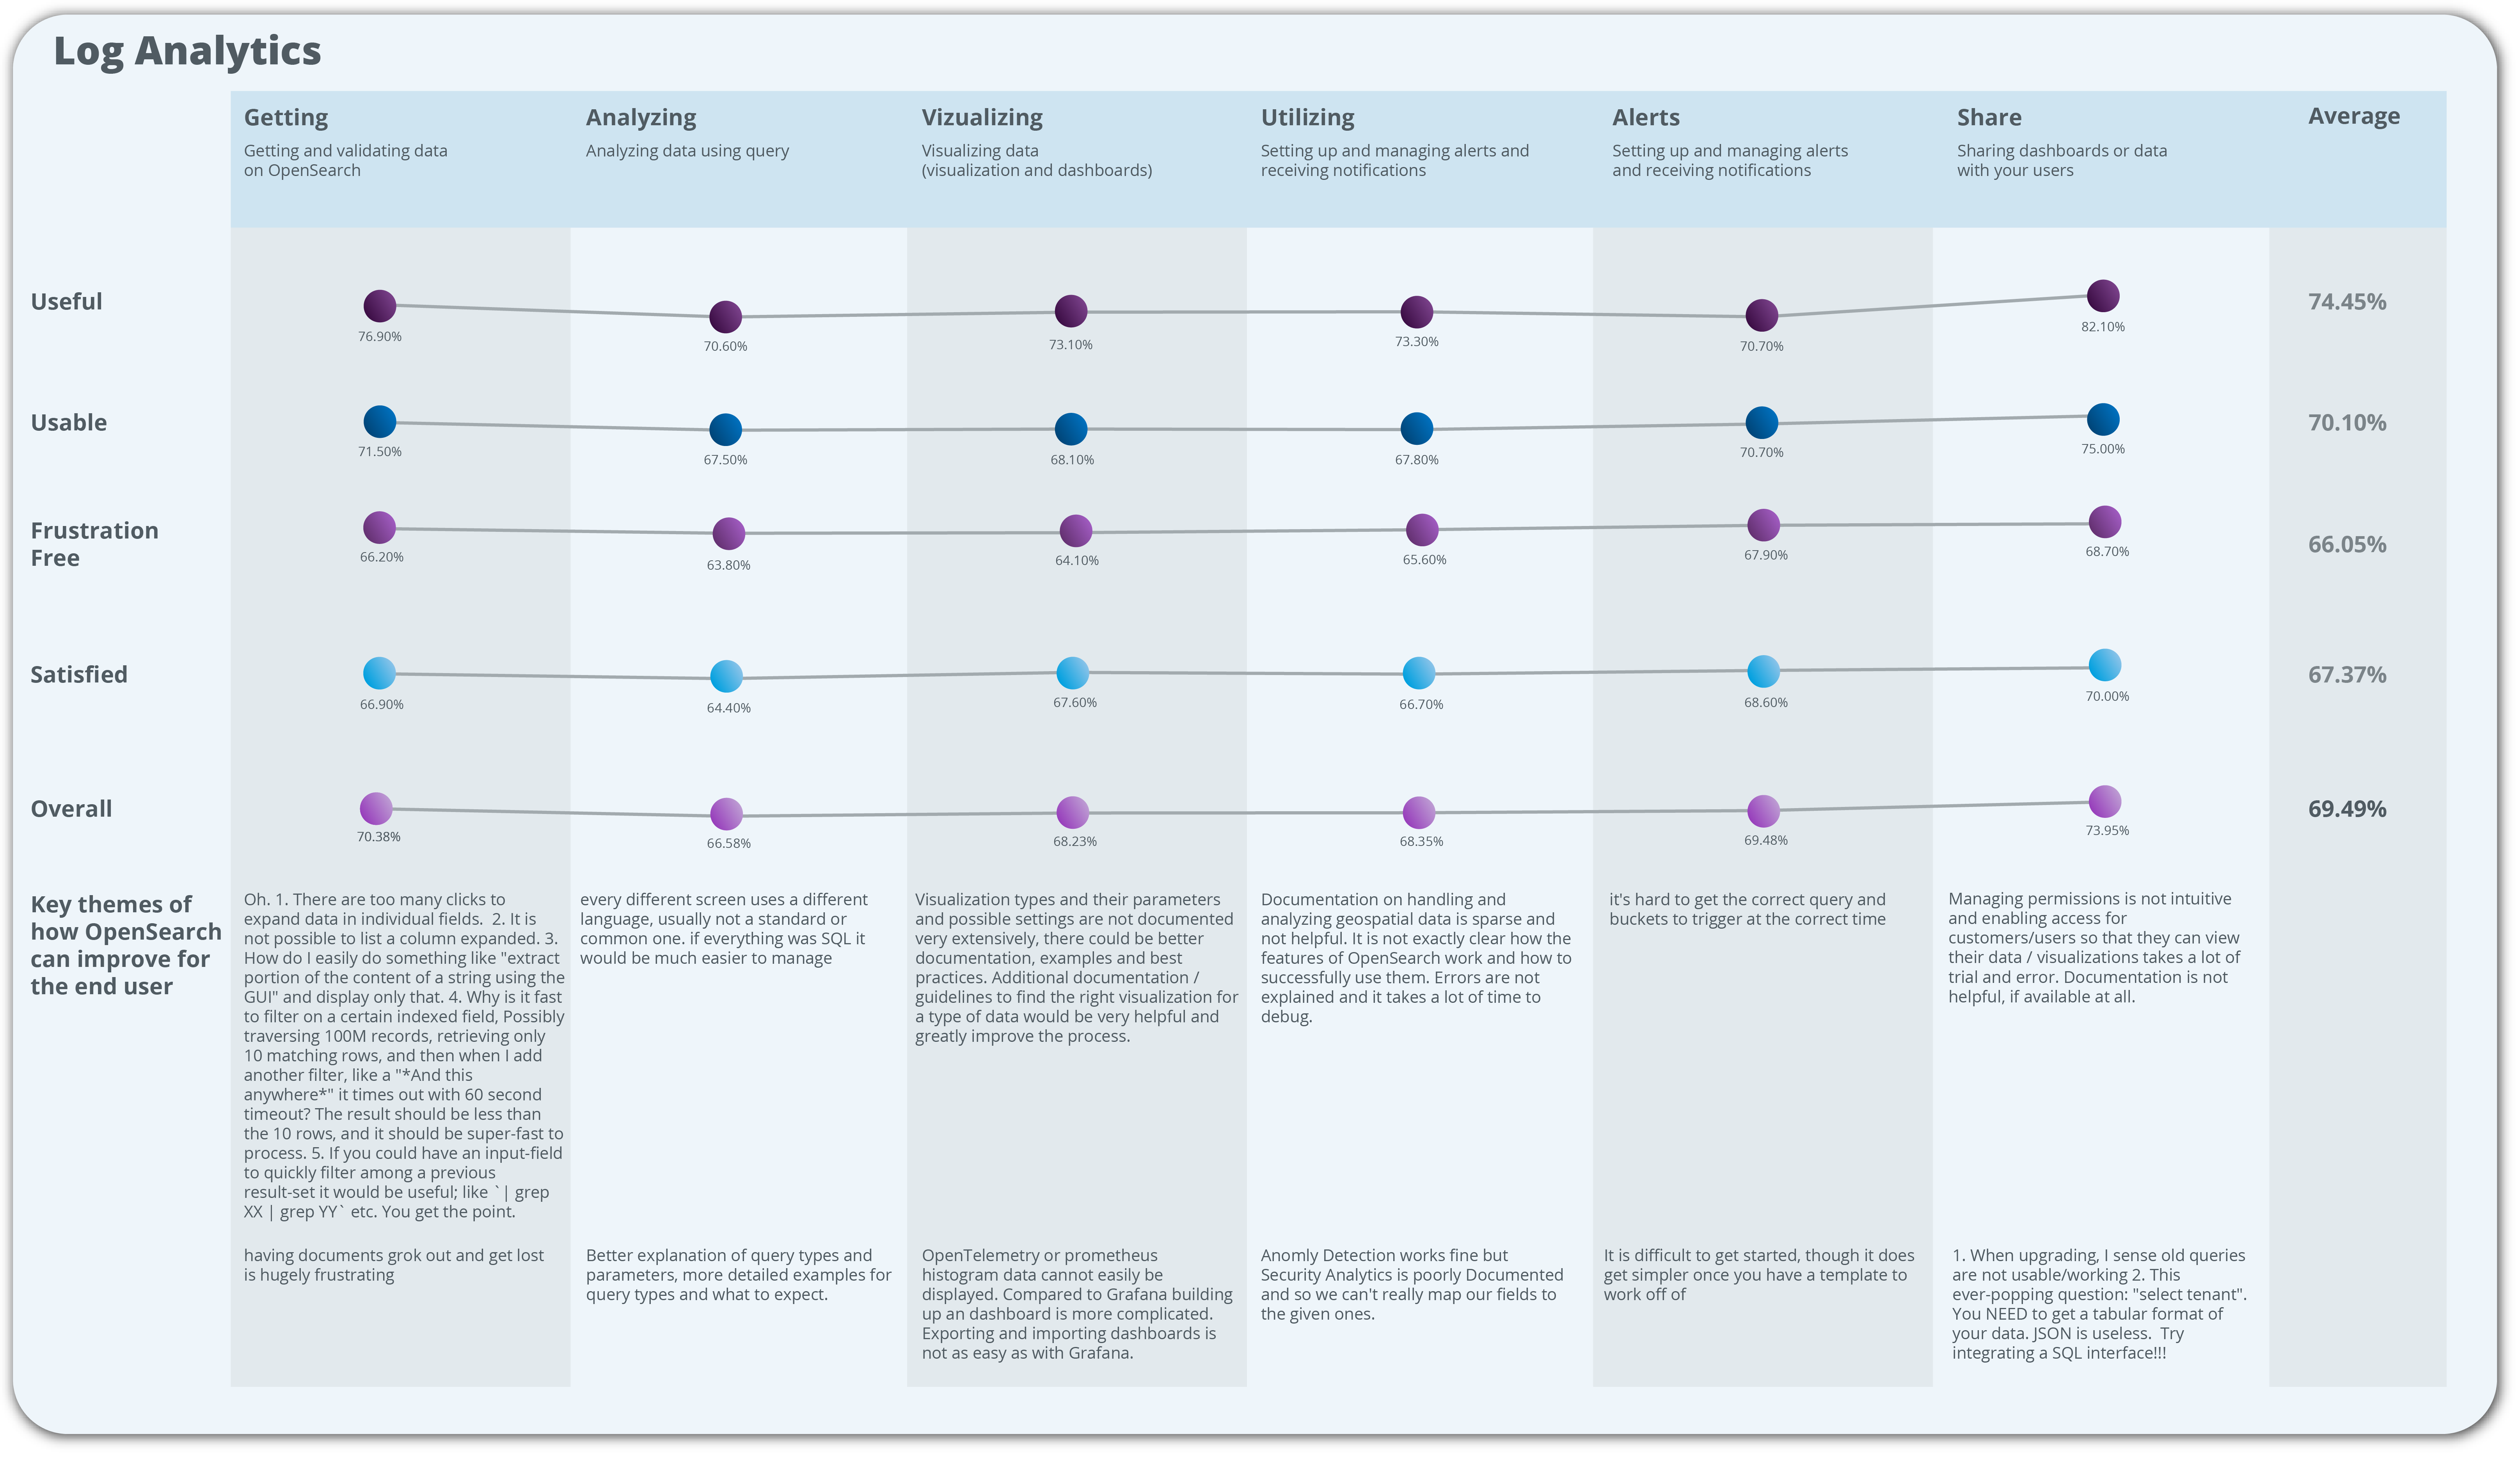 Log Analytics
Getting
Getting and validating data
on OpenSearch
Analyzing
Analyzing data using query
Vizualizing
Visualizing data
(visualization and dashboards)
Utilizing
Setting up and managing alerts and
receiving notifications
Alerts
Setting up and managing alerts
and receiving notifications
Share
Sharing dashboards or data
with your users
Average
Useful
76.90%
70.60%
73.10%
73.30%
70.70%
82.10%
74.45%
Usable
71.50%
67.50%
68.10%
67.80%
70.70%
75.00%
70.10%
Frustration
Free
66.20%
63.80%
64.10%
65.60%
67.90%
68.70%
66.05%
Satisfied
66.90%
64.40%
67.60%
66.70%
68.60%
70.00%
67.37%
Overall
70.38%
66.58%
68.23%
68.35%
69.48%
73.95%
69.49%
Key themes of
how OpenSearch
can improve for
the end user
Oh. 1. There are too many clicks to
expand data in individual fields.  2. It is
not possible to list a column expanded. 3.
How do I easily do something like "extract
portion of the content of a string using the
GUI" and display only that. 4. Why is it fast
to filter on a certain indexed field, Possibly
traversing 100M records, retrieving only
10 matching rows, and then when I add
another filter, like a "*And this
anywhere*" it times out with 60 second
timeout? The result should be less than
the 10 rows, and it should be super-fast to
process. 5. If you could have an input-field
to quickly filter among a previous
result-set it would be useful; like `| grep
XX | grep YY` etc. You get the point.
every different screen uses a different
language, usually not a standard or
common one. if everything was SQL it
would be much easier to manage
Visualization types and their parameters
and possible settings are not documented
very extensively, there could be better
documentation, examples and best
practices. Additional documentation /
guidelines to find the right visualization for
a type of data would be very helpful and
greatly improve the process.
Documentation on handling and
analyzing geospatial data is sparse and
not helpful. It is not exactly clear how the
features of OpenSearch work and how to
successfully use them. Errors are not
explained and it takes a lot of time to
debug.
it's hard to get the correct query and
buckets to trigger at the correct time
Managing permissions is not intuitive
and enabling access for
customers/users so that they can view
their data / visualizations takes a lot of
trial and error. Documentation is not
helpful, if available at all.
having documents grok out and get lost
is hugely frustrating
Better explanation of query types and
parameters, more detailed examples for
query types and what to expect.
OpenTelemetry or prometheus
histogram data cannot easily be
displayed. Compared to Grafana building
up an dashboard is more complicated.
Exporting and importing dashboards is
not as easy as with Grafana.
Anomly Detection works fine but
Security Analytics is poorly Documented
and so we can't really map our fields to
the given ones.
It is difficult to get started, though it does
get simpler once you have a template to
work off of
1. When upgrading, I sense old queries
are not usable/working 2. This
ever-popping question: "select tenant".
You NEED to get a tabular format of
your data. JSON is useless.  Try
integrating a SQL interface!!!